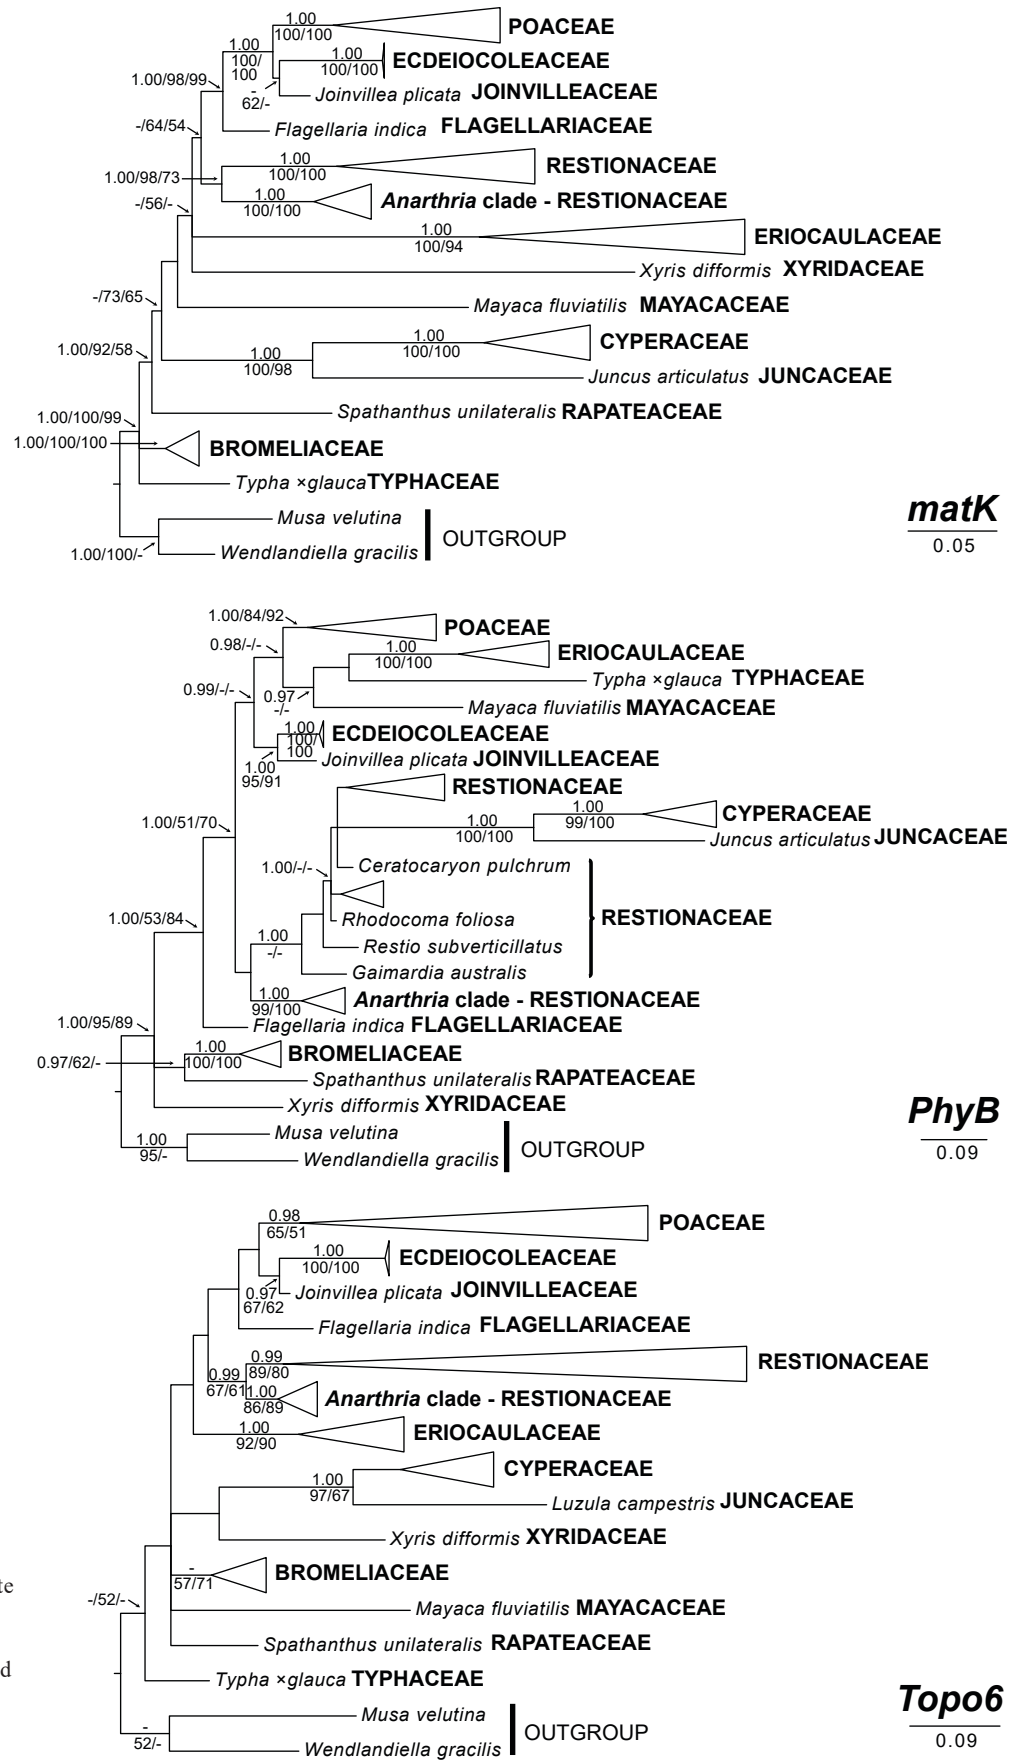 1.00
100/100
POACEAE
1.00
100/
100
1.00
100/100
ECDEIOCOLEACEAE
1.00/98/99
-
62/-
Joinvillea plicata JOINVILLEACEAE
-/64/54
Flagellaria indica FLAGELLARIACEAE
1.00
100/100
RESTIONACEAE
1.00/98/73
1.00
100/100
Anarthria clade - RESTIONACEAE
-/56/-
1.00
100/94
ERIOCAULACEAE
Xyris difformis XYRIDACEAE
-/73/65
Mayaca fluviatilis MAYACACEAE
1.00
100/100
CYPERACEAE
1.00/92/58
1.00
100/98
Juncus articulatus JUNCACEAE
Spathanthus unilateralis RAPATEACEAE
1.00/100/99
1.00/100/100
BROMELIACEAE
Typha ×glauca TYPHACEAE
Musa velutina
Wendlandiella gracilis
OUTGROUP
1.00/100/-
matK
0.05
1.00/84/92
POACEAE
0.98/-/-
1.00
100/100
ERIOCAULACEAE
Typha ×glauca TYPHACEAE
0.99/-/-
0.97
-/-
Mayaca fluviatilis MAYACACEAE
1.00
100/
100
ECDEIOCOLEACEAE
Joinvillea plicata JOINVILLEACEAE
1.00
95/91
RESTIONACEAE
1.00
99/100
CYPERACEAE
1.00
100/100
Juncus articulatus JUNCACEAE
1.00/51/70
Ceratocaryon pulchrum
1.00/-/-
Rhodocoma foliosa
RESTIONACEAE
1.00/53/84
1.00
-/-
Restio subverticillatus
Gaimardia australis
1.00
99/100
Anarthria clade - RESTIONACEAE
Flagellaria indica FLAGELLARIACEAE
1.00/95/89
1.00
100/100
BROMELIACEAE
0.97/62/-
Spathanthus unilateralis RAPATEACEAE
Xyris difformis XYRIDACEAE
1.00
95/-
Musa velutina
Wendlandiella gracilis
OUTGROUP
PhyB
0.09
0.98
65/51
POACEAE
1.00
100/100
ECDEIOCOLEACEAE
0.97
67/62
Joinvillea plicata JOINVILLEACEAE
Flagellaria indica FLAGELLARIACEAE
0.99
89/80
RESTIONACEAE
0.99
67/61
1.00
86/89
Anarthria clade - RESTIONACEAE
1.00
92/90
ERIOCAULACEAE
CYPERACEAE
1.00
97/67
Luzula campestris JUNCACEAE
Xyris difformis XYRIDACEAE
-
57/71
BROMELIACEAE
te
-/52/-
Mayaca fluviatilis MAYACACEAE
Spathanthus unilateralis RAPATEACEAE
d
Typha ×glauca TYPHACEAE
-
52/-
Musa velutina
Wendlandiella gracilis
OUTGROUP
Topo6
0.09